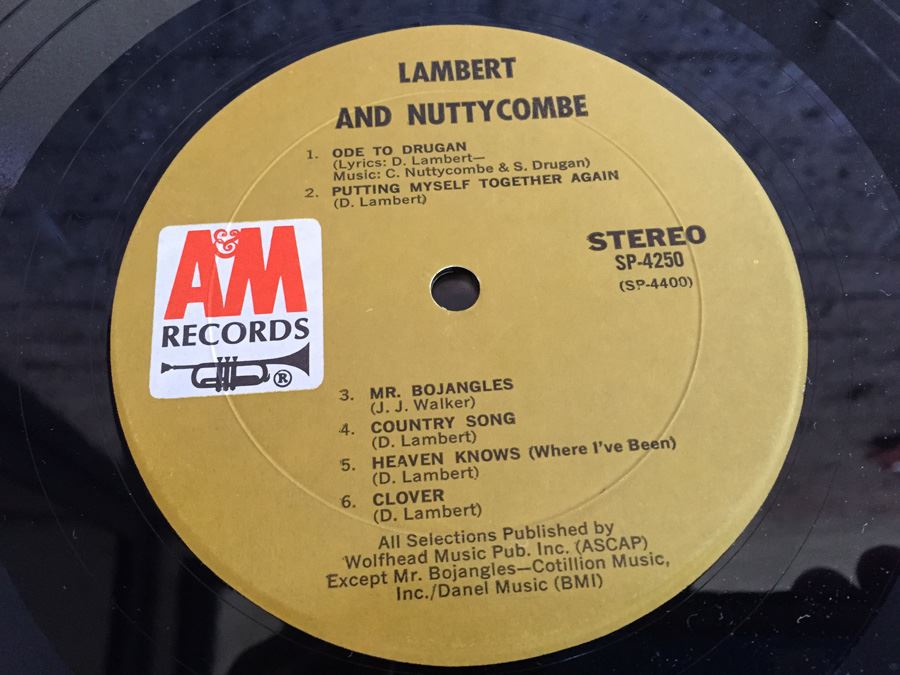 LAMBERT
AND NUTTYCOMBE
1. ODE TO DRUGAN
(Lyrics: D. Lambert—
Music: C. Nuttycombe & S. Drugan)
2. PUTTING MYSELF TOGETHER AGAIN
(D. Lambert)
A&M
RECORDS
®
STEREO
SP-4250
(SP-4400)
3. MR. BOJANGLES
(J. J. Walker)
4. COUNTRY SONG
(D. Lambert)
5. HEAVEN KNOWS (Where I've Been)
(D. Lambert)
6. CLOVER
(D. Lambert)
All Selections Published by
Wolfhead Music Pub. Inc. (ASCAP)
Except Mr. Bojangles—Cotillion Music,
Inc./Danel Music (BMI)